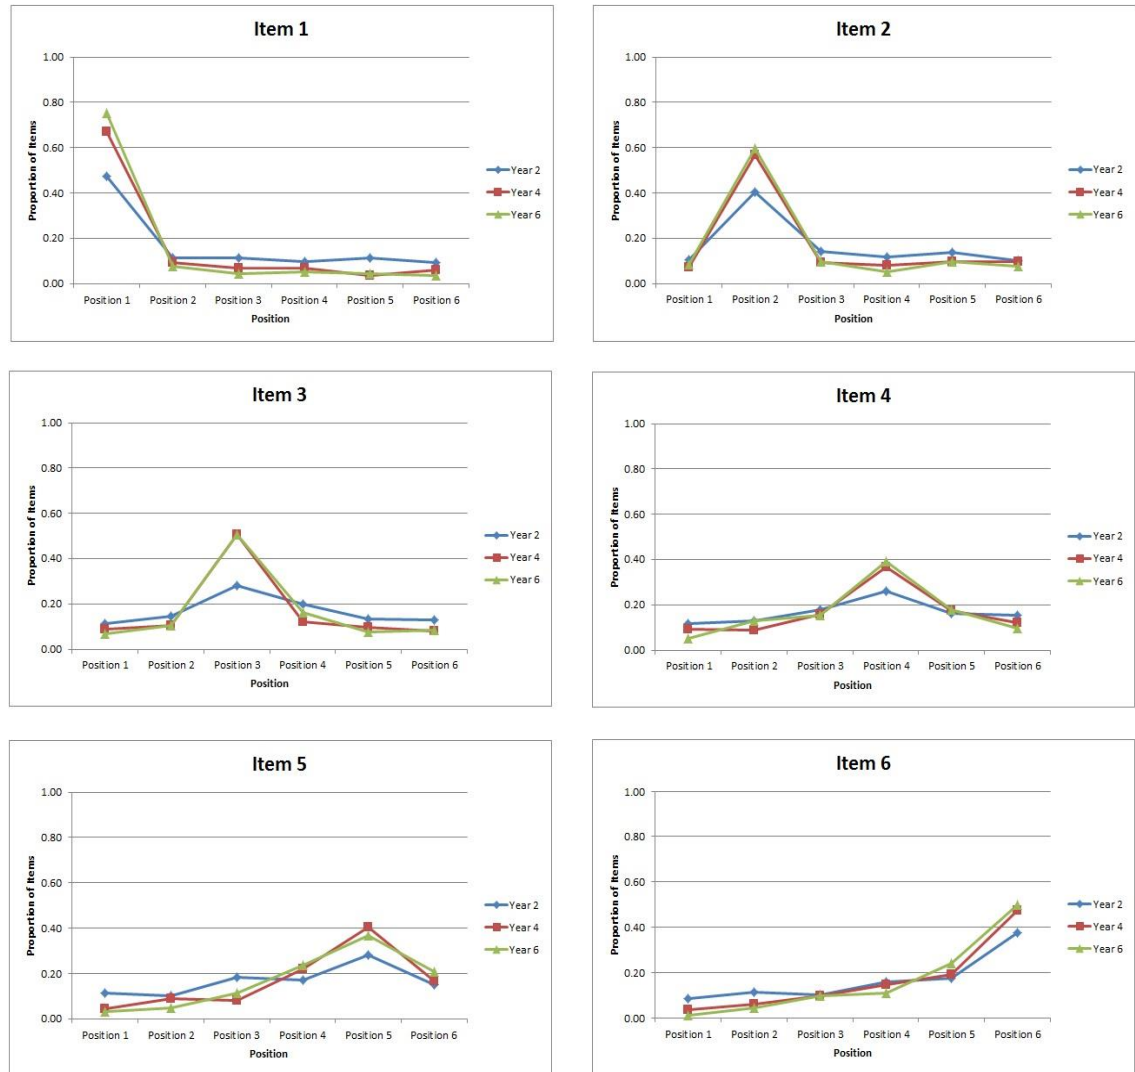 Item 1
1.00
0.80
0.60
0.40
0.20
0.00
Proportion of Items
Position 1 Position 2 Position 3 Position 4 Position 5 Position 6
Position
Year 2
Year 4
Year 6
Item 2
1.00
0.80
0.60
0.40
0.20
0.00
Proportion of Items
Position 1 Position 2 Position 3 Position 4 Position 5 Position 6
Position
Year 2
Year 4
Year 6
Item 3
1.00
0.80
0.60
0.40
0.20
0.00
Proportion of Items
Position 1 Position 2 Position 3 Position 4 Position 5 Position 6
Position
Year 2
Year 4
Year 6
Item 4
1.00
0.80
0.60
0.40
0.20
0.00
Proportion of Items
Position 1 Position 2 Position 3 Position 4 Position 5 Position 6
Position
Year 2
Year 4
Year 6
Item 5
1.00
0.80
0.60
0.40
0.20
0.00
Proportion of Items
Position 1 Position 2 Position 3 Position 4 Position 5 Position 6
Position
Year 2
Year 4
Year 6
Item 6
1.00
0.80
0.60
0.40
0.20
0.00
Proportion of Items
Position 1 Position 2 Position 3 Position 4 Position 5 Position 6
Position
Year 2
Year 4
Year 6